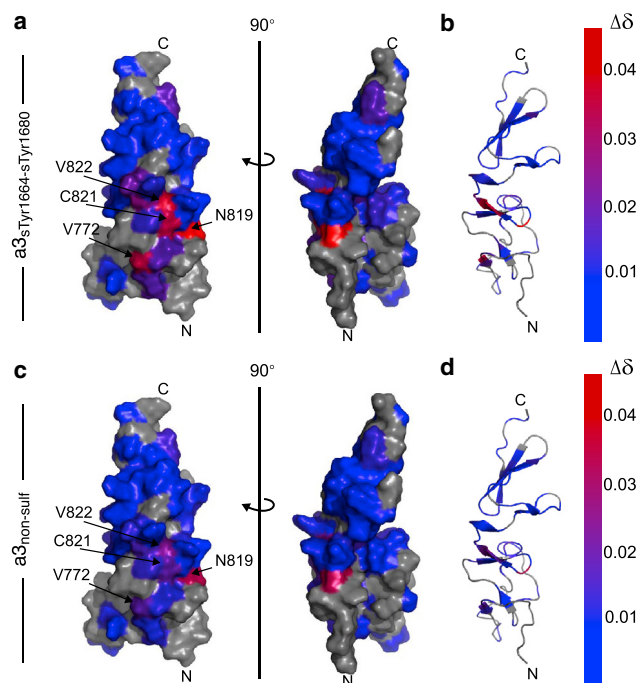 a
90°
b
Δδ
C
C
C
0.04
0.03
0.02
0.01
V822
C821
V772
N819
a3sTyr1664-sTyr1680
N
N
N
c
90°
d
Δδ
C
C
C
0.04
0.03
0.02
0.01
V822
C821
V772
N819
a3non-sulf
N
N
N